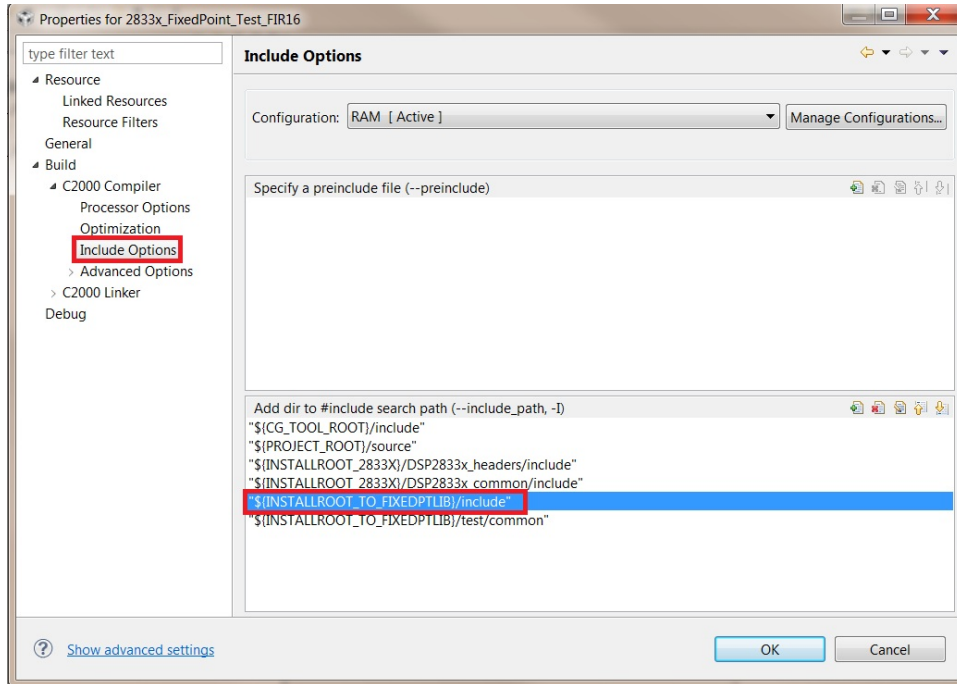 Properties for 2833x_FixedPoint_Test_FIR16
type filter text
Resource
Linked Resources
Resource Filters
General
Build
C2000 Compiler
Processor Options
Optimization
Include Options
Advanced Options
C2000 Linker
Debug
Include Options
Configuration: RAM [ Active ] Manage Configurations...
Specify a preinclude file (--preinclude)
Add dir to #include search path (--include_path, -I)
"${CG_TOOL_ROOT}/include"
"${PROJECT_ROOT}/source"
"${INSTALLROOT_2833X}/DSP2833x_headers/include"
"${INSTALLROOT_2833X}/DSP2833x_common/include"
"${INSTALLROOT_TO_FIXEDPTLIB}/include"
"${INSTALLROOT_TO_FIXEDPTLIB}/test/common"
? Show advanced settings OK Cancel